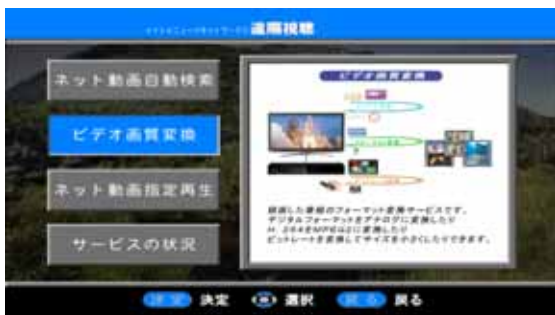 遠隔視聴
ネット動画自動検索
ビデオ画質変換
ビデオ画質変換
ネット動画指定再生
サービスの状況
録画した番組のフォーマット変換サービスです。
デジタルフォーマットをアナログに変換したり
H.264をMPEG2に変換したり
ビットレートを変換してサイズを小さくしたりできます。
決定 決定 選択 戻る 戻る